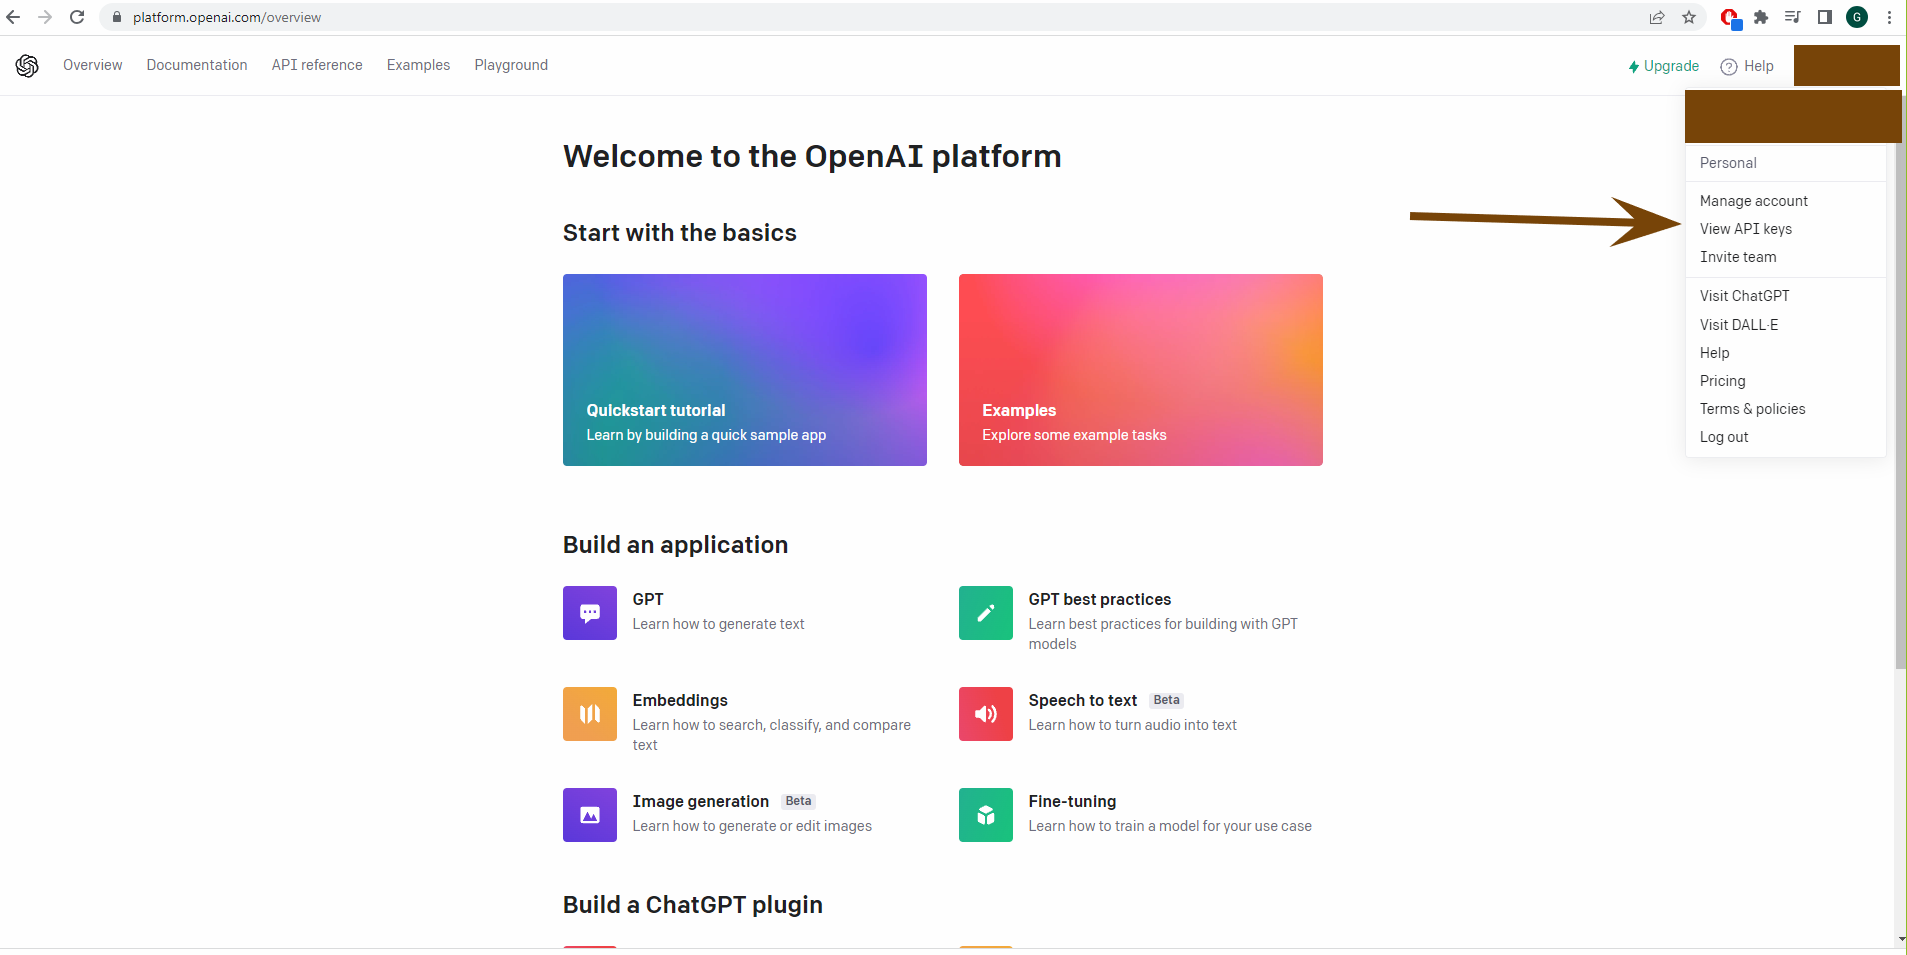 platform.openai.com/overview
G
Overview Documentation API reference Examples Playground
Upgrade Help
Personal
Manage account
View API keys
Invite team
Visit ChatGPT
Visit DALL·E
Help
Pricing
Terms & policies
Log out
Welcome to the OpenAI platform
Start with the basics
Quickstart tutorial
Learn by building a quick sample app
Examples
Explore some example tasks
Build an application
GPT
Learn how to generate text
GPT best practices
Learn best practices for building with GPT
models
Embeddings
Learn how to search, classify, and compare
text
Speech to text Beta
Learn how to turn audio into text
Image generation Beta
Learn how to generate or edit images
Fine-tuning
Learn how to train a model for your use case
Build a ChatGPT plugin